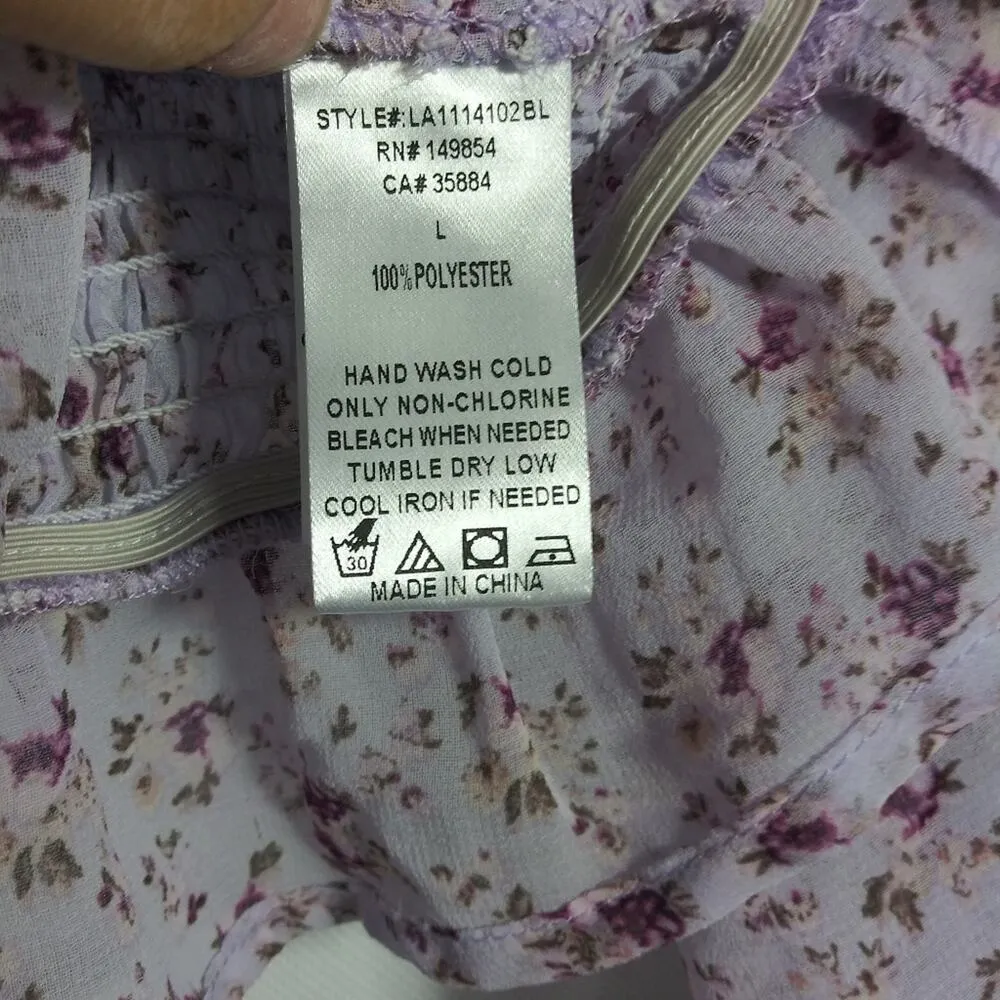 STYLE#:LA1114102BL
RN# 149854
CA# 35884
L
100%POLYESTER
HAND WASH COLD
ONLY NON-CHLORINE
BLEACH WHEN NEEDED
TUMBLE DRY LOW
COOL IRON IF NEEDED
30
MADE IN CHINA